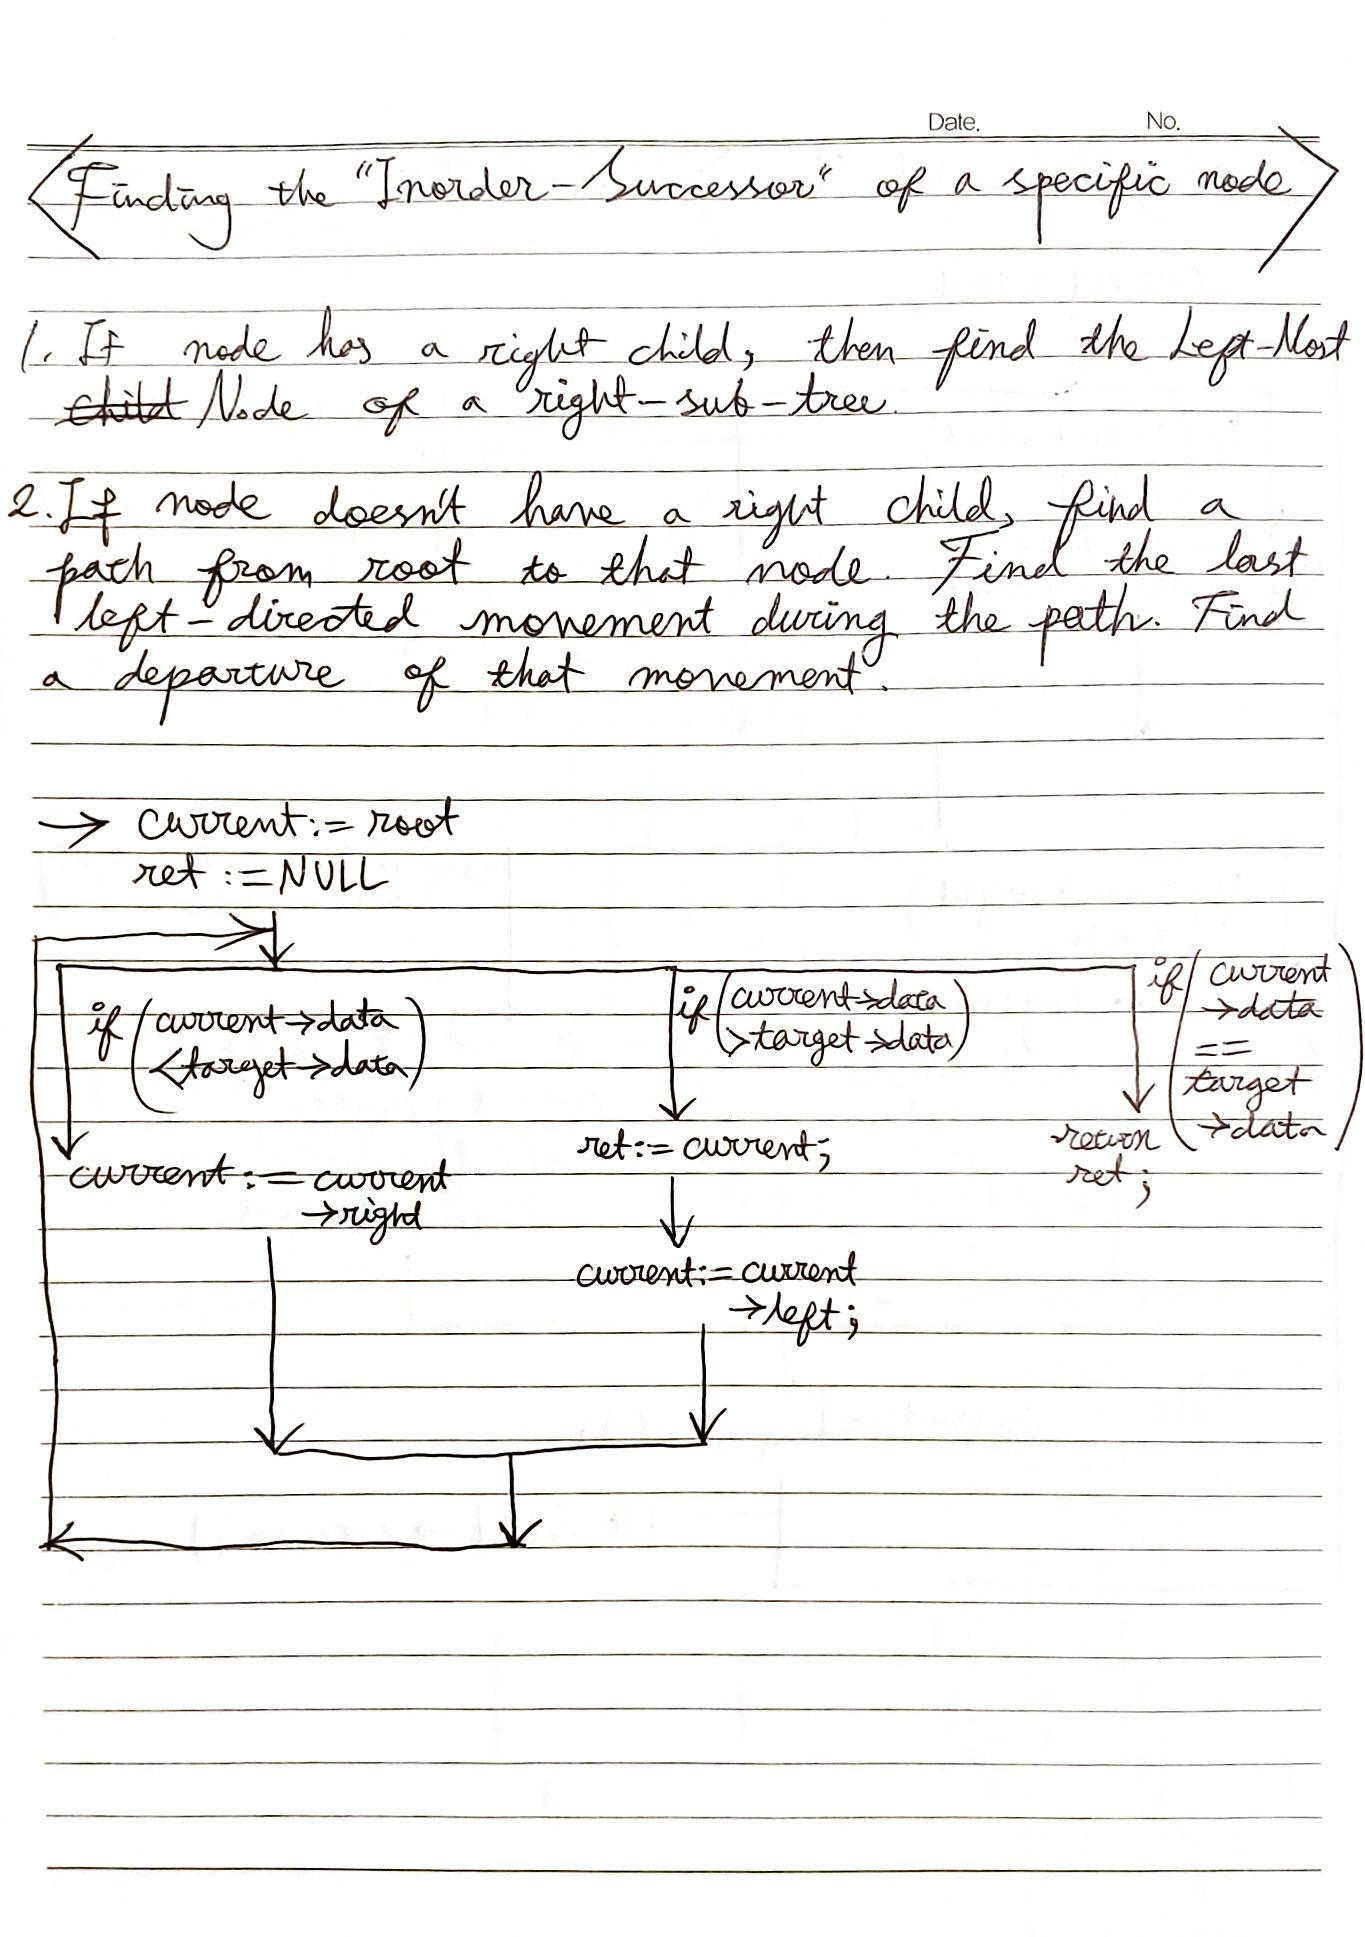 Date. No.
Finding the "Inorder-Successor" of a specific node
1. If node has a right child, then find the Left-Most
child Node of a right-sub-tree.
2. If node doesn't have a right child, find a
path from root to that node. Find the last
left-directed movement during the path. Find
a departure of that movement.
→ current:= root
ret := NULL
if (current→data
<target→data)
current := current
→right
if (current→data
>target→data)
ret:= current;
current:= current
→left;
if (current
→data
==
target
→data)
return
ret;